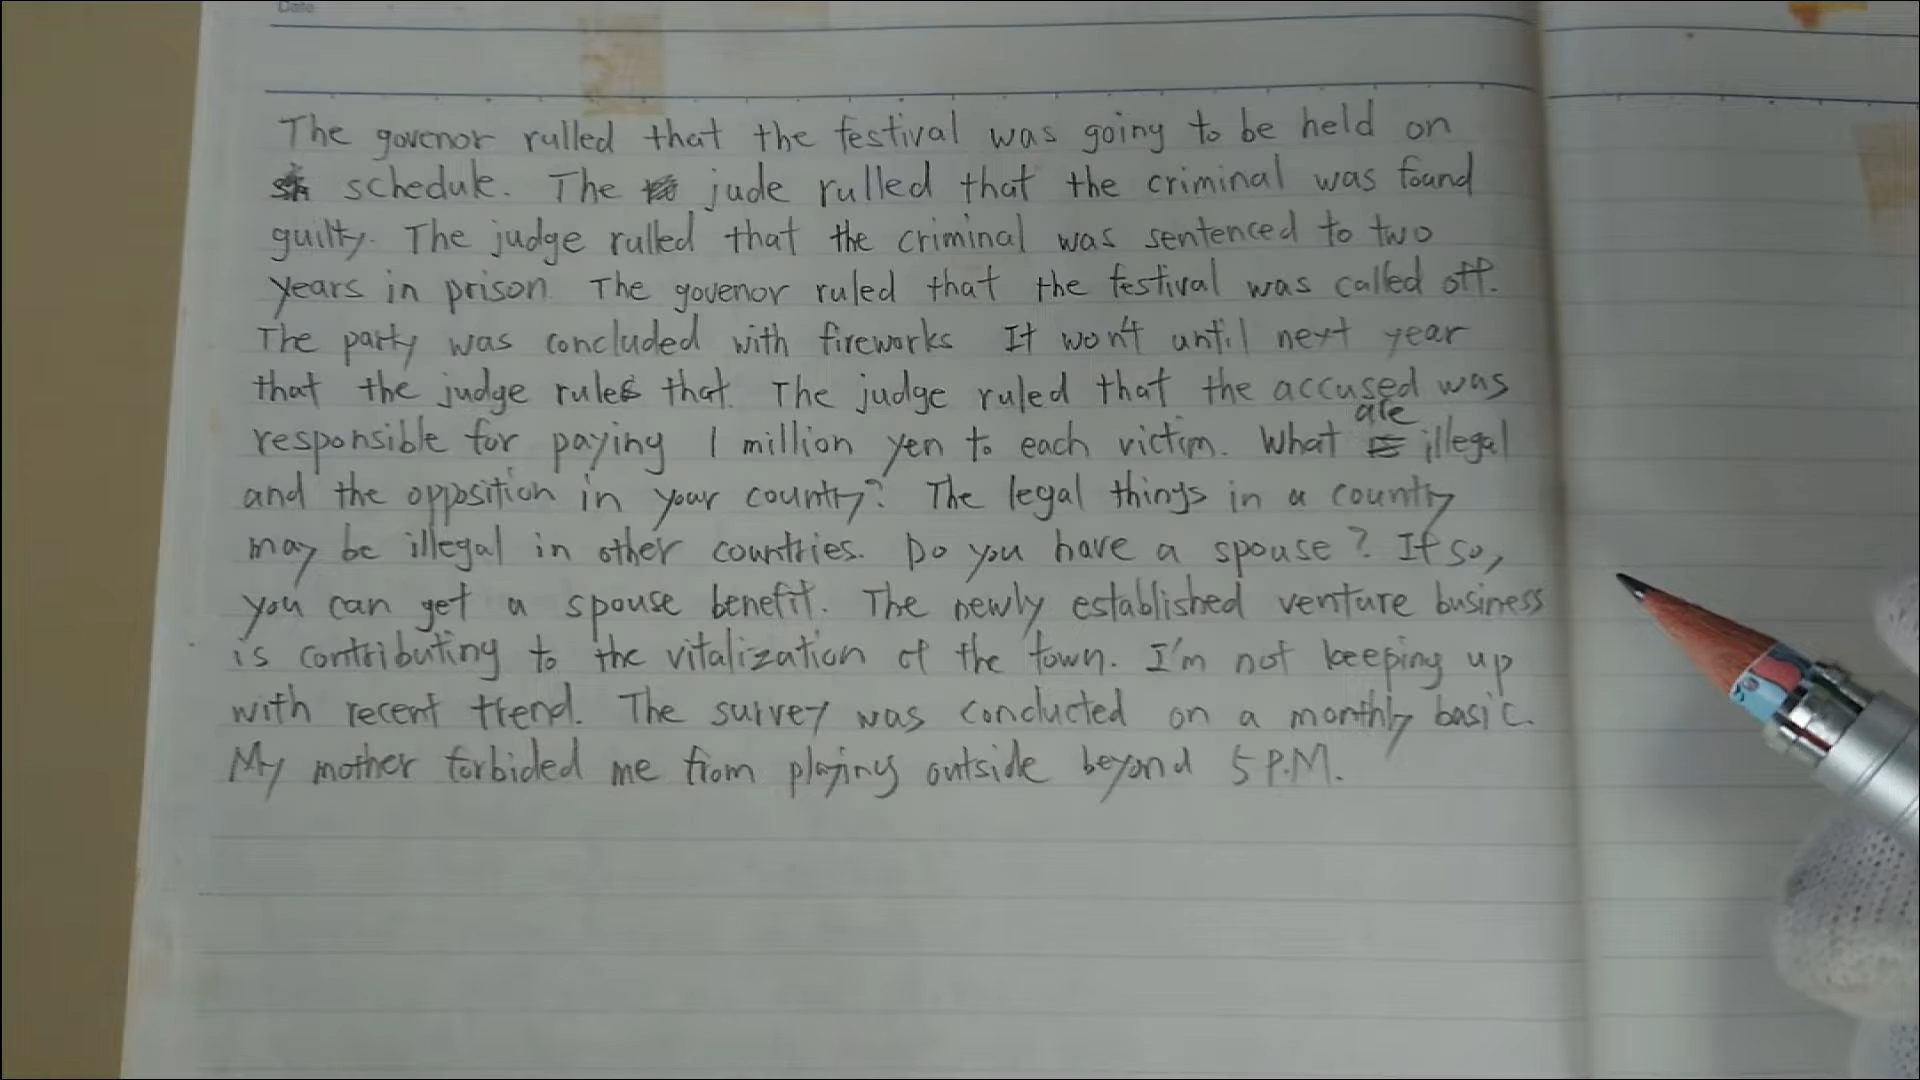 Date
The govenor rulled that the festival was going to be held on
schedule. The jude rulled that the criminal was found
guilty. The judge rulled that the criminal was sentenced to two
years in prison. The govenor ruled that the festival was called off.
The party was concluded with fireworks It won't until next year
that the judge rules that. The judge ruled that the accused was
responsible for paying 1 million yen to each victim. What are illegal
and the opposition in your country? The legal things in a country
may be illegal in other countries. Do you have a spouse? If so,
you can get a spouse benefit. The newly established venture business
is contributing to the vitalization of the town. I'm not keeping up
with recent trend. The survey was conducted on a monthly basic.
My mother forbided me from playing outside beyond 5 P.M.